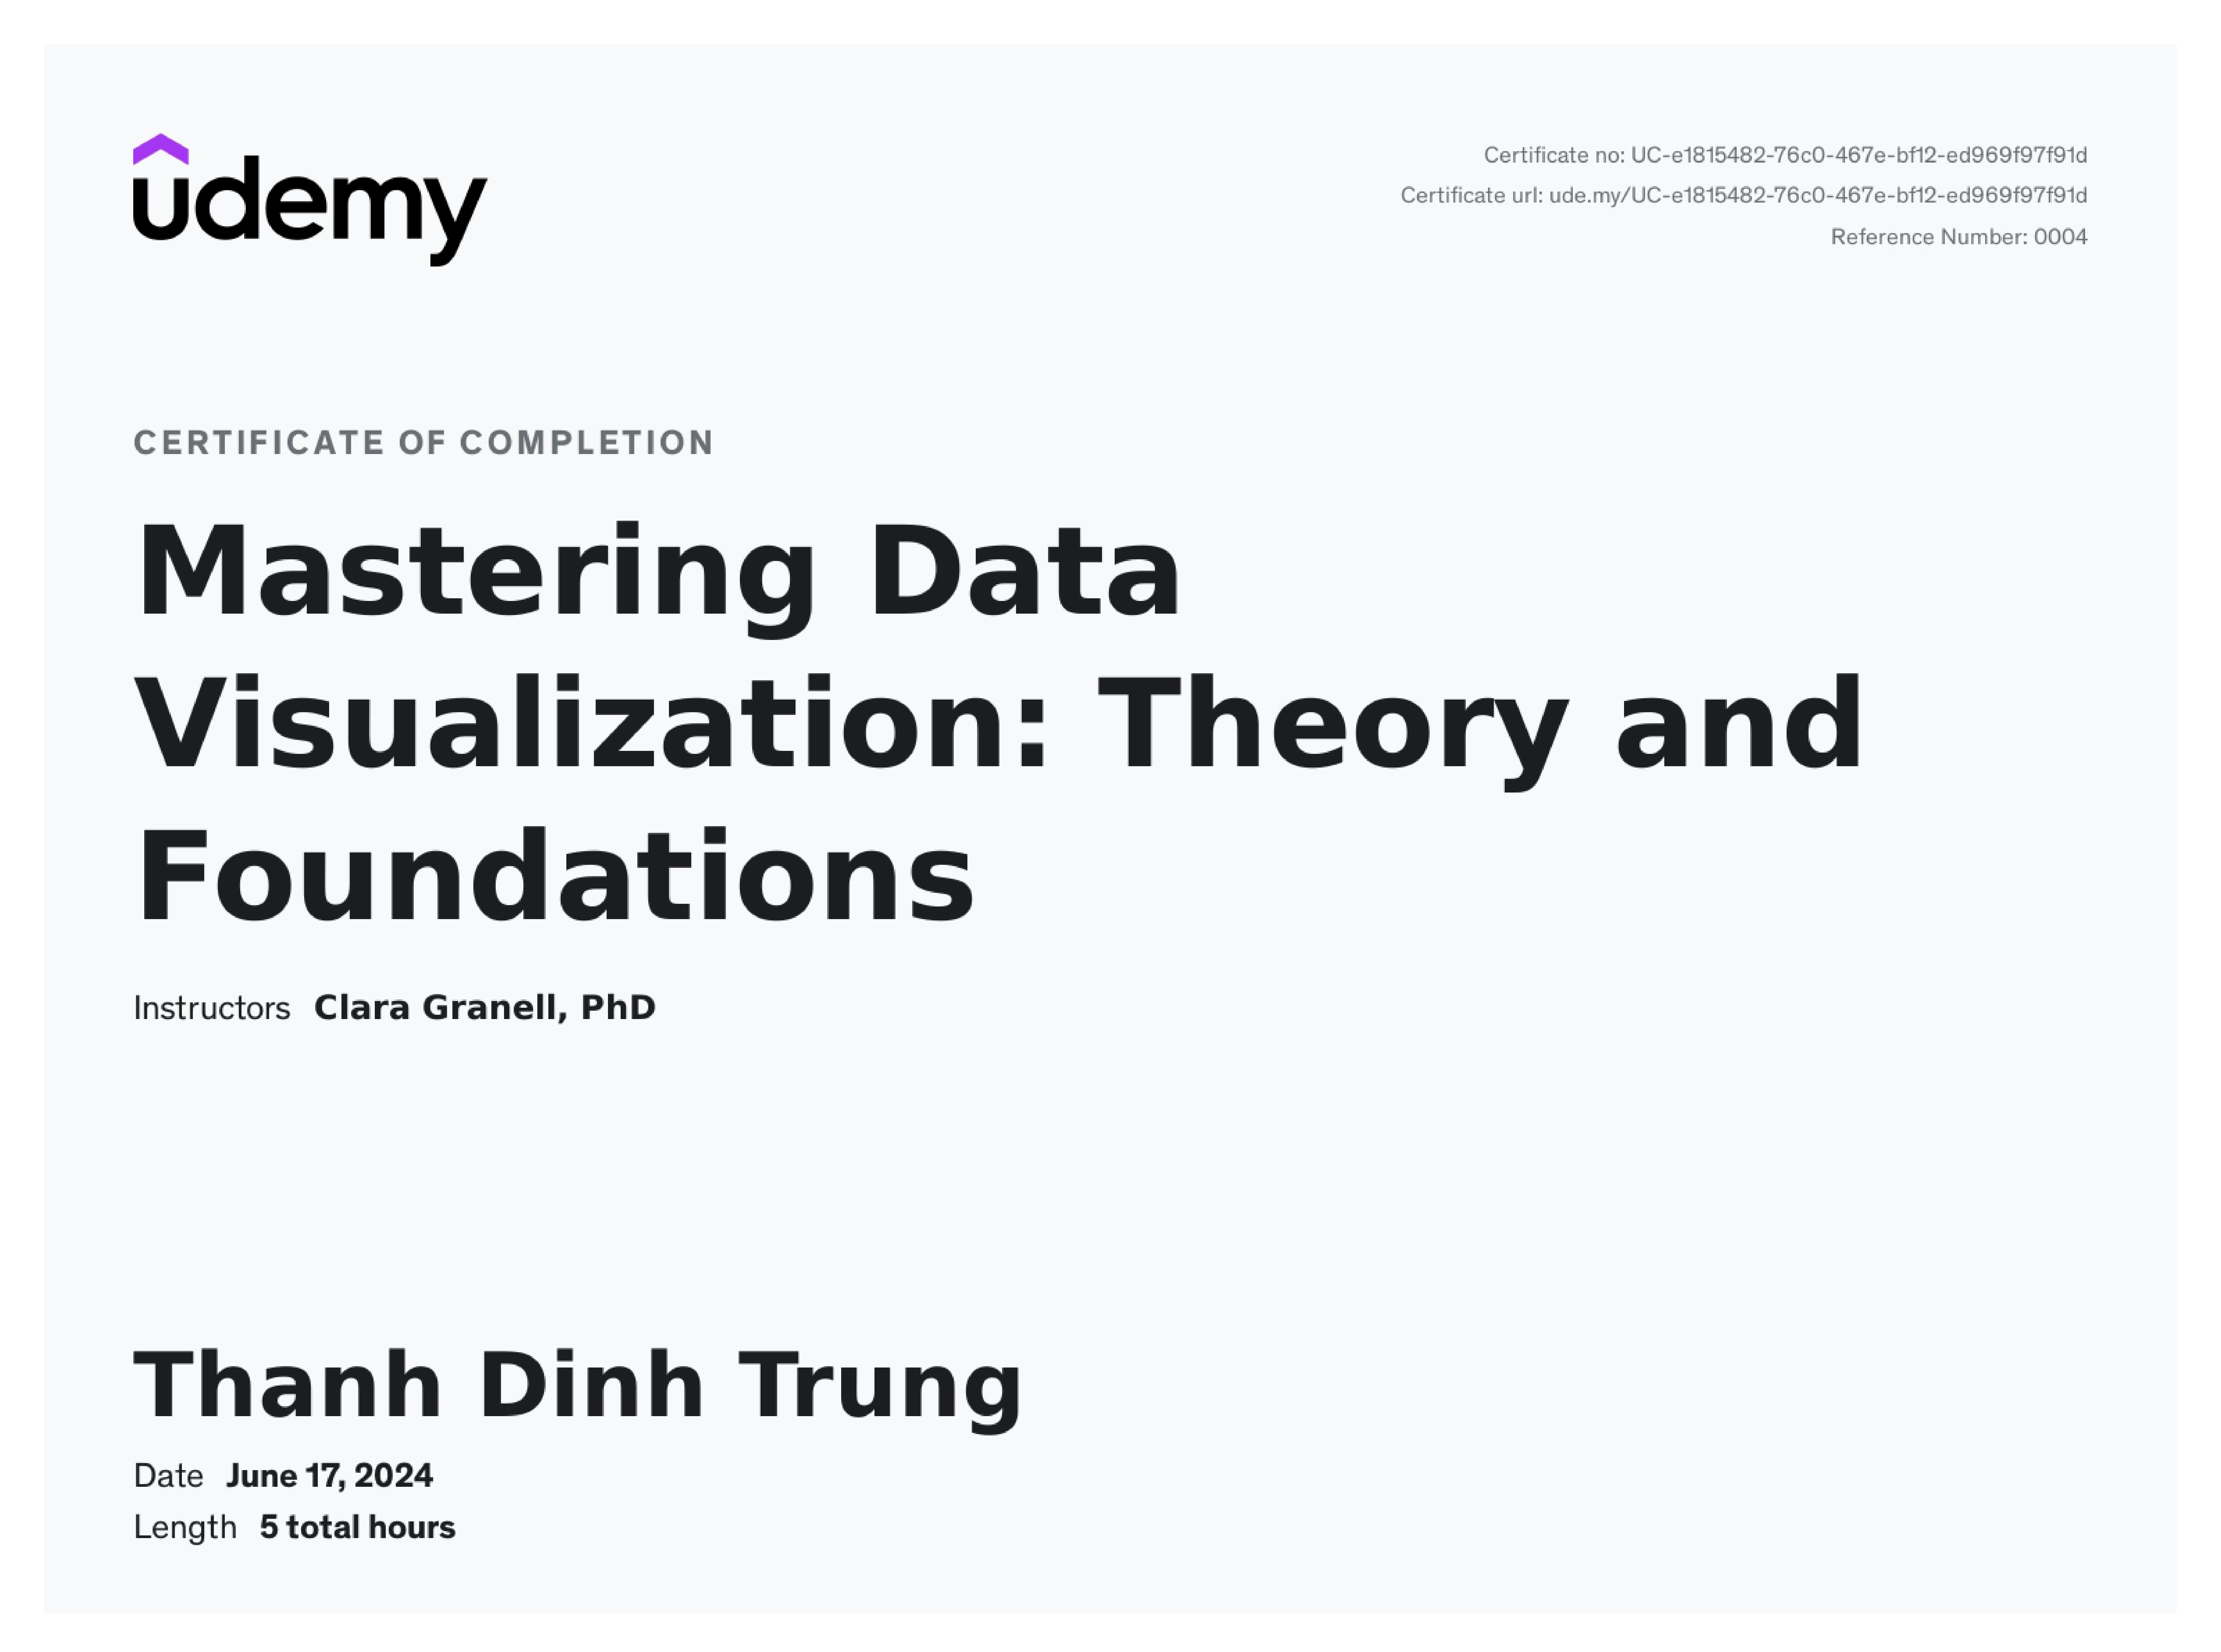 udemy
Certificate no: UC-e1815482-76c0-467e-bf12-ed969f97f91d
Certificate url: ude.my/UC-e1815482-76c0-467e-bf12-ed969f97f91d
Reference Number: 0004
CERTIFICATE OF COMPLETION
Mastering Data
Visualization: Theory and
Foundations
Instructors Clara Granell, PhD
Thanh Dinh Trung
Date June 17, 2024
Length 5 total hours